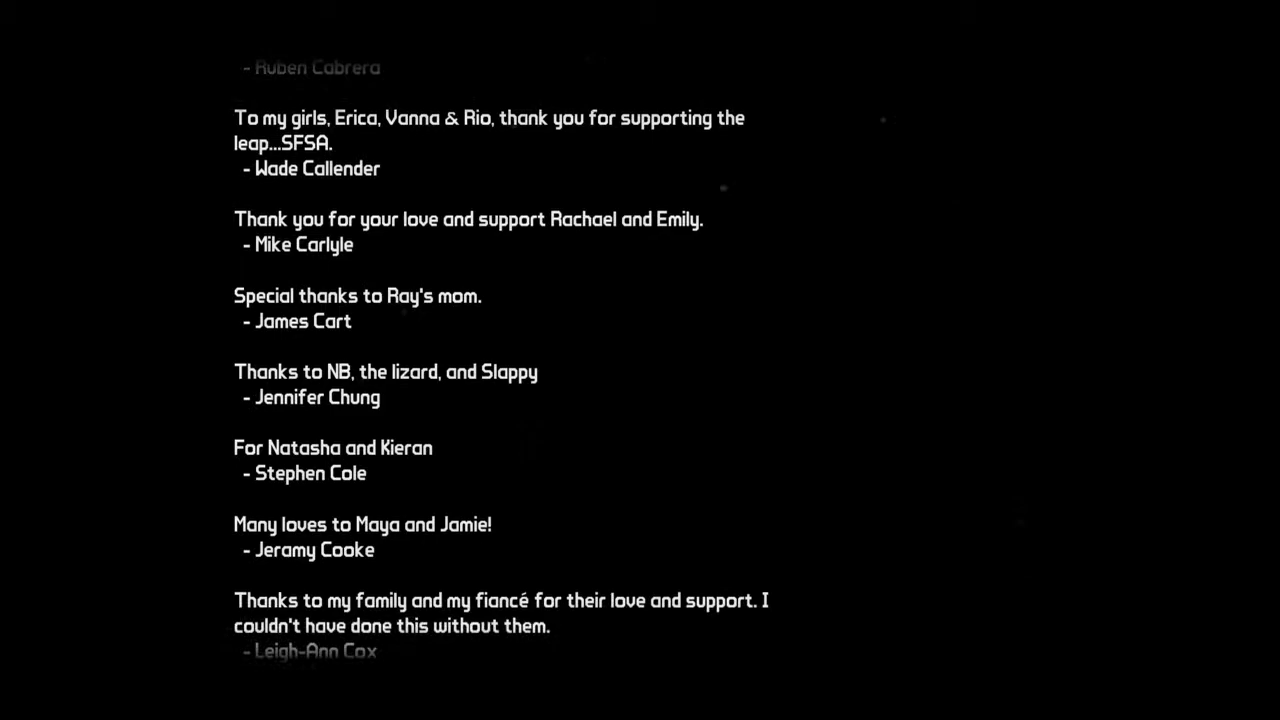 - Ruben Cabrera
To my girls, Erica, Vanna & Rio, thank you for supporting the
leap...SFSA.
- Wade Callender
Thank you for your love and support Rachael and Emily.
- Mike Carlyle
Special thanks to Ray's mom.
- James Cart
Thanks to NB, the lizard, and Slappy
- Jennifer Chung
For Natasha and Kieran
- Stephen Cole
Many loves to Maya and Jamie!
- Jeramy Cooke
Thanks to my family and my fiancé for their love and support. I
couldn't have done this without them.
- Leigh-Ann Cox